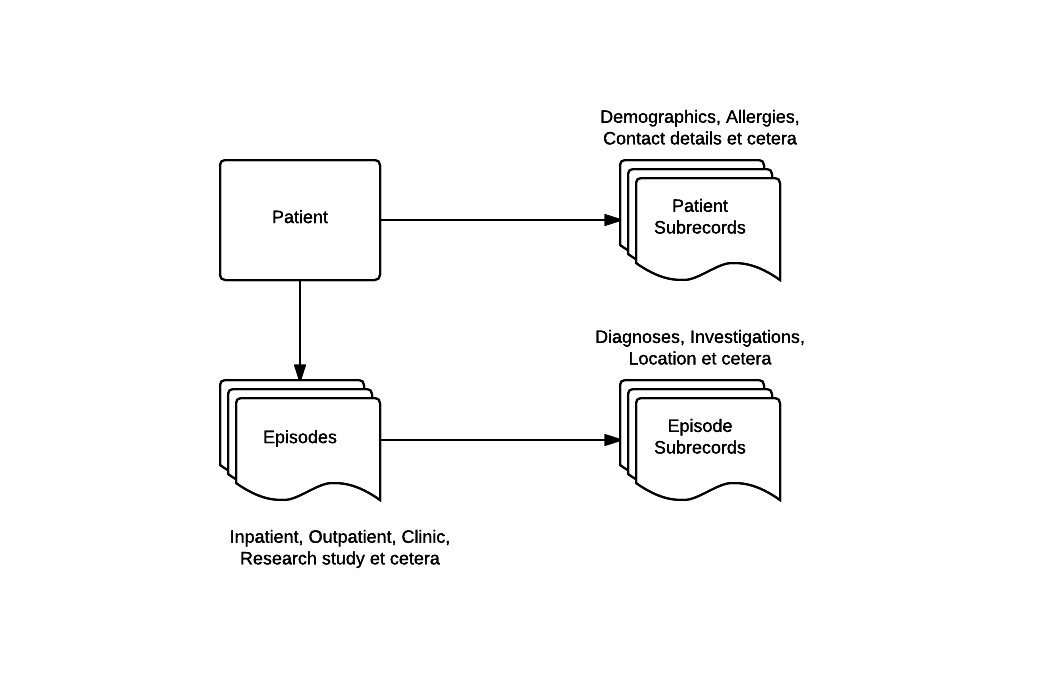 Demographics, Allergies,
Contact details et cetera
Patient
Patient
Subrecords
Diagnoses, Investigations,
Location et cetera
Episodes
Episode
Subrecords
Inpatient, Outpatient, Clinic,
Research study et cetera